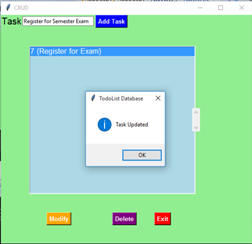 CRUD
Task Register for Semester Exam Add Task
7 (Register for Exam)
TodoList Database
Task Updated
OK
Modify Delete Exit